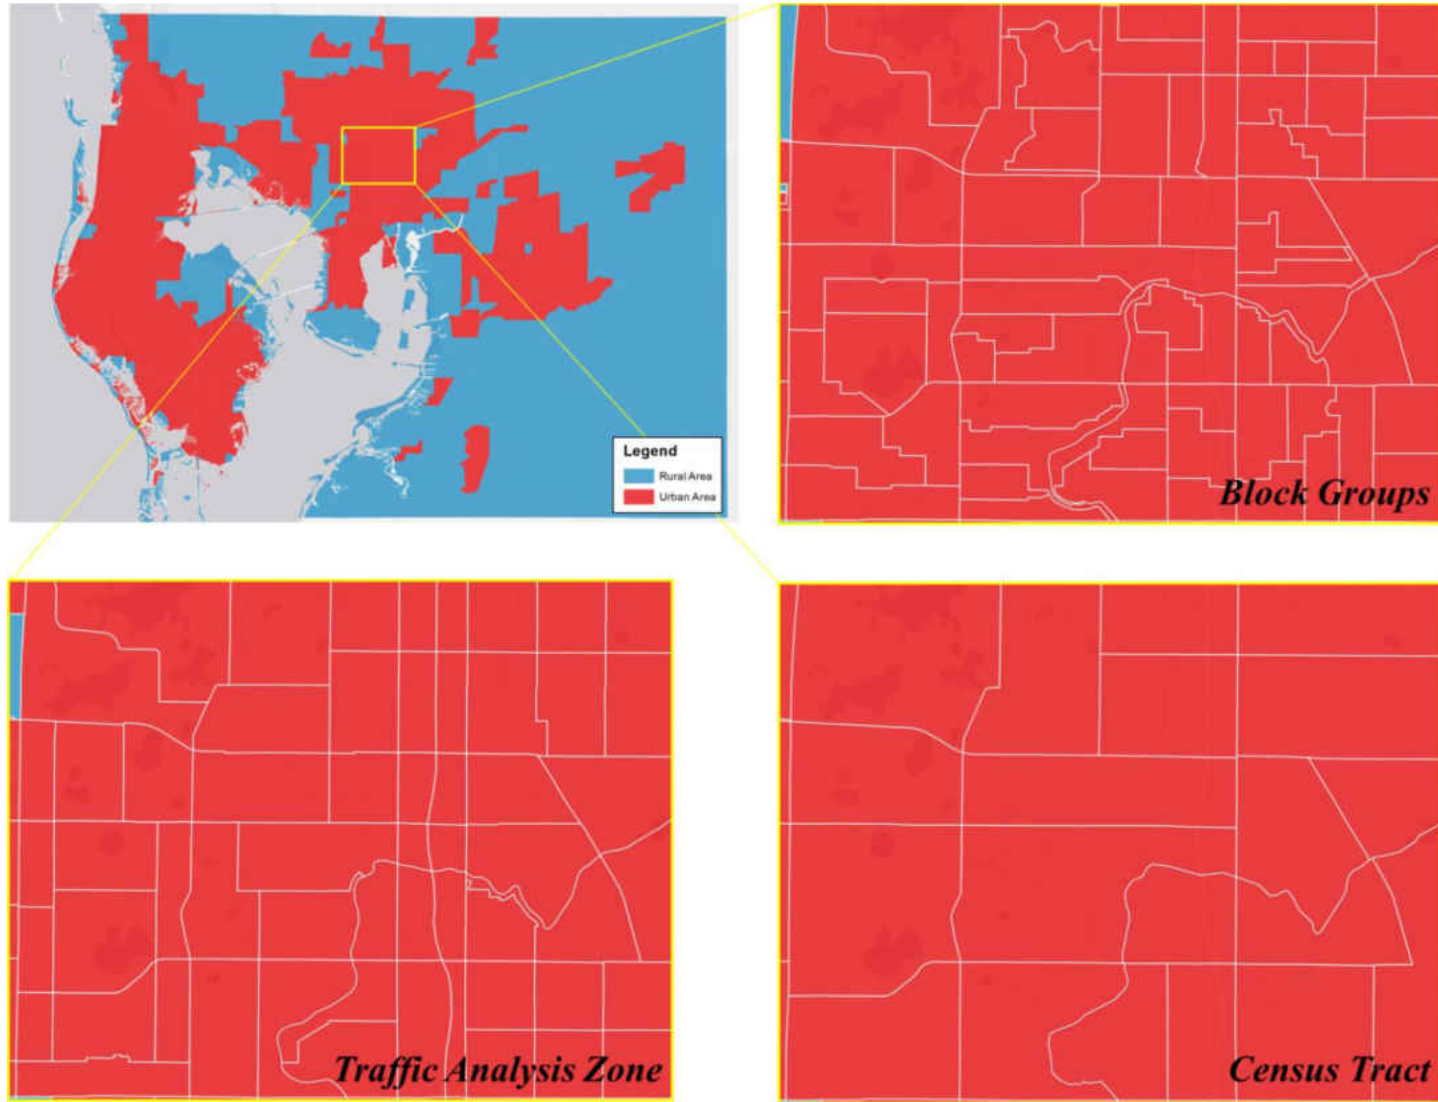 Legend
Rural Area
Urban Area
Block Groups
Traffic Analysis Zone
Census Tract